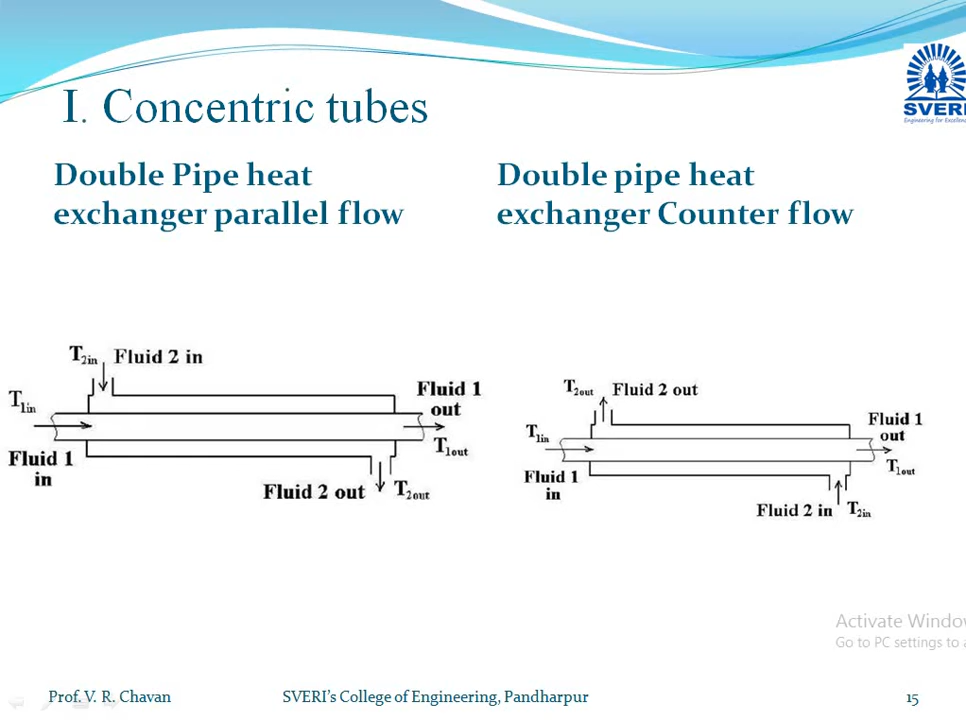 I. Concentric tubes
SVERI
Engineering for Excellen
Double Pipe heat
exchanger parallel flow
Double pipe heat
exchanger Counter flow
T2in
Fluid 2 in
T1in
Fluid 1
in
Fluid 1
out
T1out
Fluid 2 out
T2out
T2out
Fluid 2 out
T1in
Fluid 1
in
Fluid 1
out
T1out
Fluid 2 in
T2in
Activate Windo
Go to PC settings to a
Prof. V. R. Chavan
SVERI's College of Engineering, Pandharpur
15